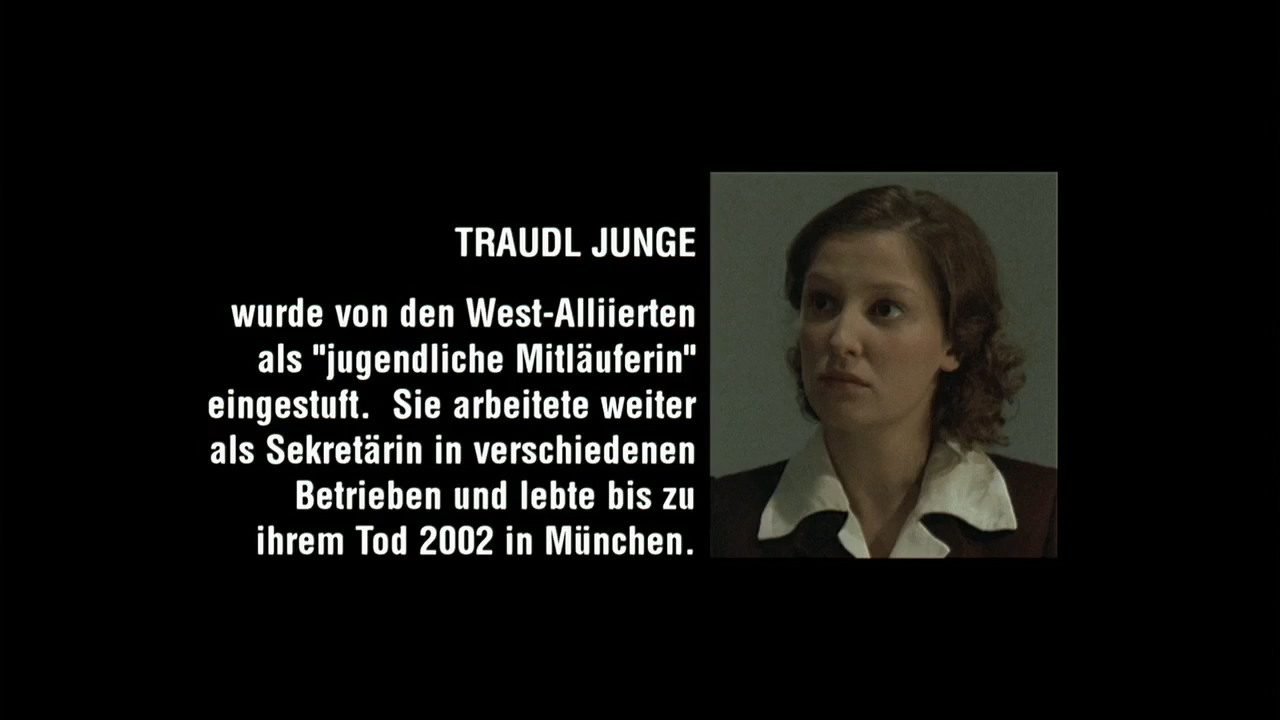 TRAUDL JUNGE
wurde von den West-Alliierten
als "jugendliche Mitläuferin"
eingestuft.  Sie arbeitete weiter
als Sekretärin in verschiedenen
Betrieben und lebte bis zu
ihrem Tod 2002 in München.